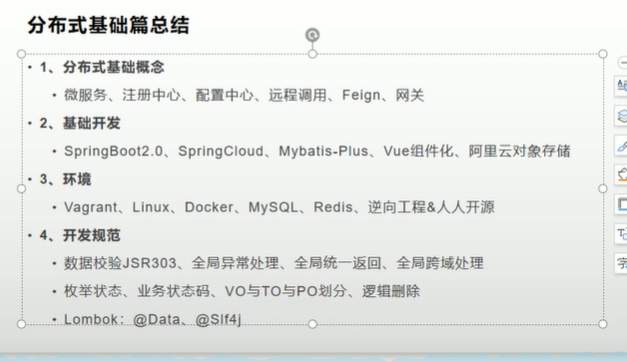 分布式基础篇总结
• 1、分布式基础概念
• 微服务、注册中心、配置中心、远程调用、Feign、网关
• 2、基础开发
• SpringBoot2.0、SpringCloud、Mybatis-Plus、Vue组件化、阿里云对象存储
• 3、环境
• Vagrant、Linux、Docker、MySQL、Redis、逆向工程&人人开源
• 4、开发规范
• 数据校验JSR303、全局异常处理、全局统一返回、全局跨域处理
• 枚举状态、业务状态码、VO与TO与PO划分、逻辑删除
• Lombok：@Data、@Slf4j